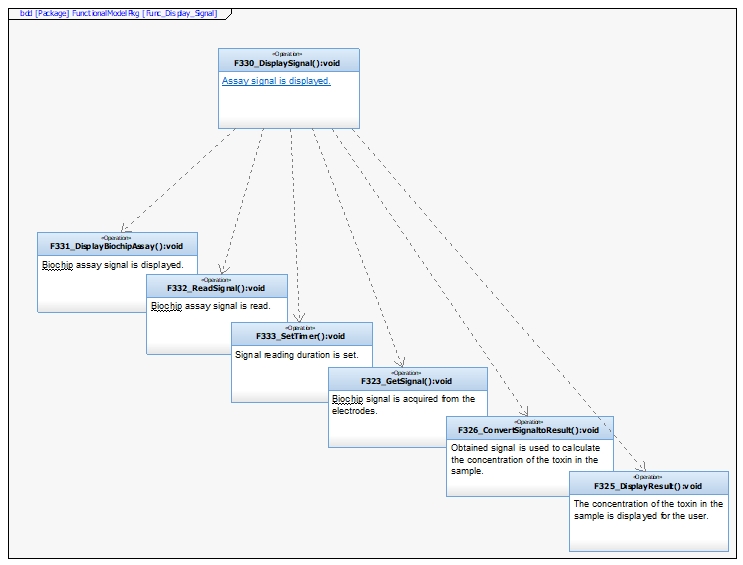 bdd [Package] FunctionalModelPkg [Func_Display_Signal]
«Operation»
F330_DisplaySignal():void
Assay signal is displayed.
«Operation»
F331_DisplayBiochipAssay():void
Biochip assay signal is displayed.
«Operation»
F332_ReadSignal():void
Biochip assay signal is read.
«Operation»
F333_SetTimer():void
Signal reading duration is set.
«Operation»
F323_GetSignal():void
Biochip signal is acquired from the
electrodes.
«Operation»
F326_ConvertSignaltoResult():void
Obtained signal is used to calculate
the concentration of the toxin in the
sample.
«Operation»
F325_DisplayResult():void
The concentration of the toxin in the
sample is displayed for the user.